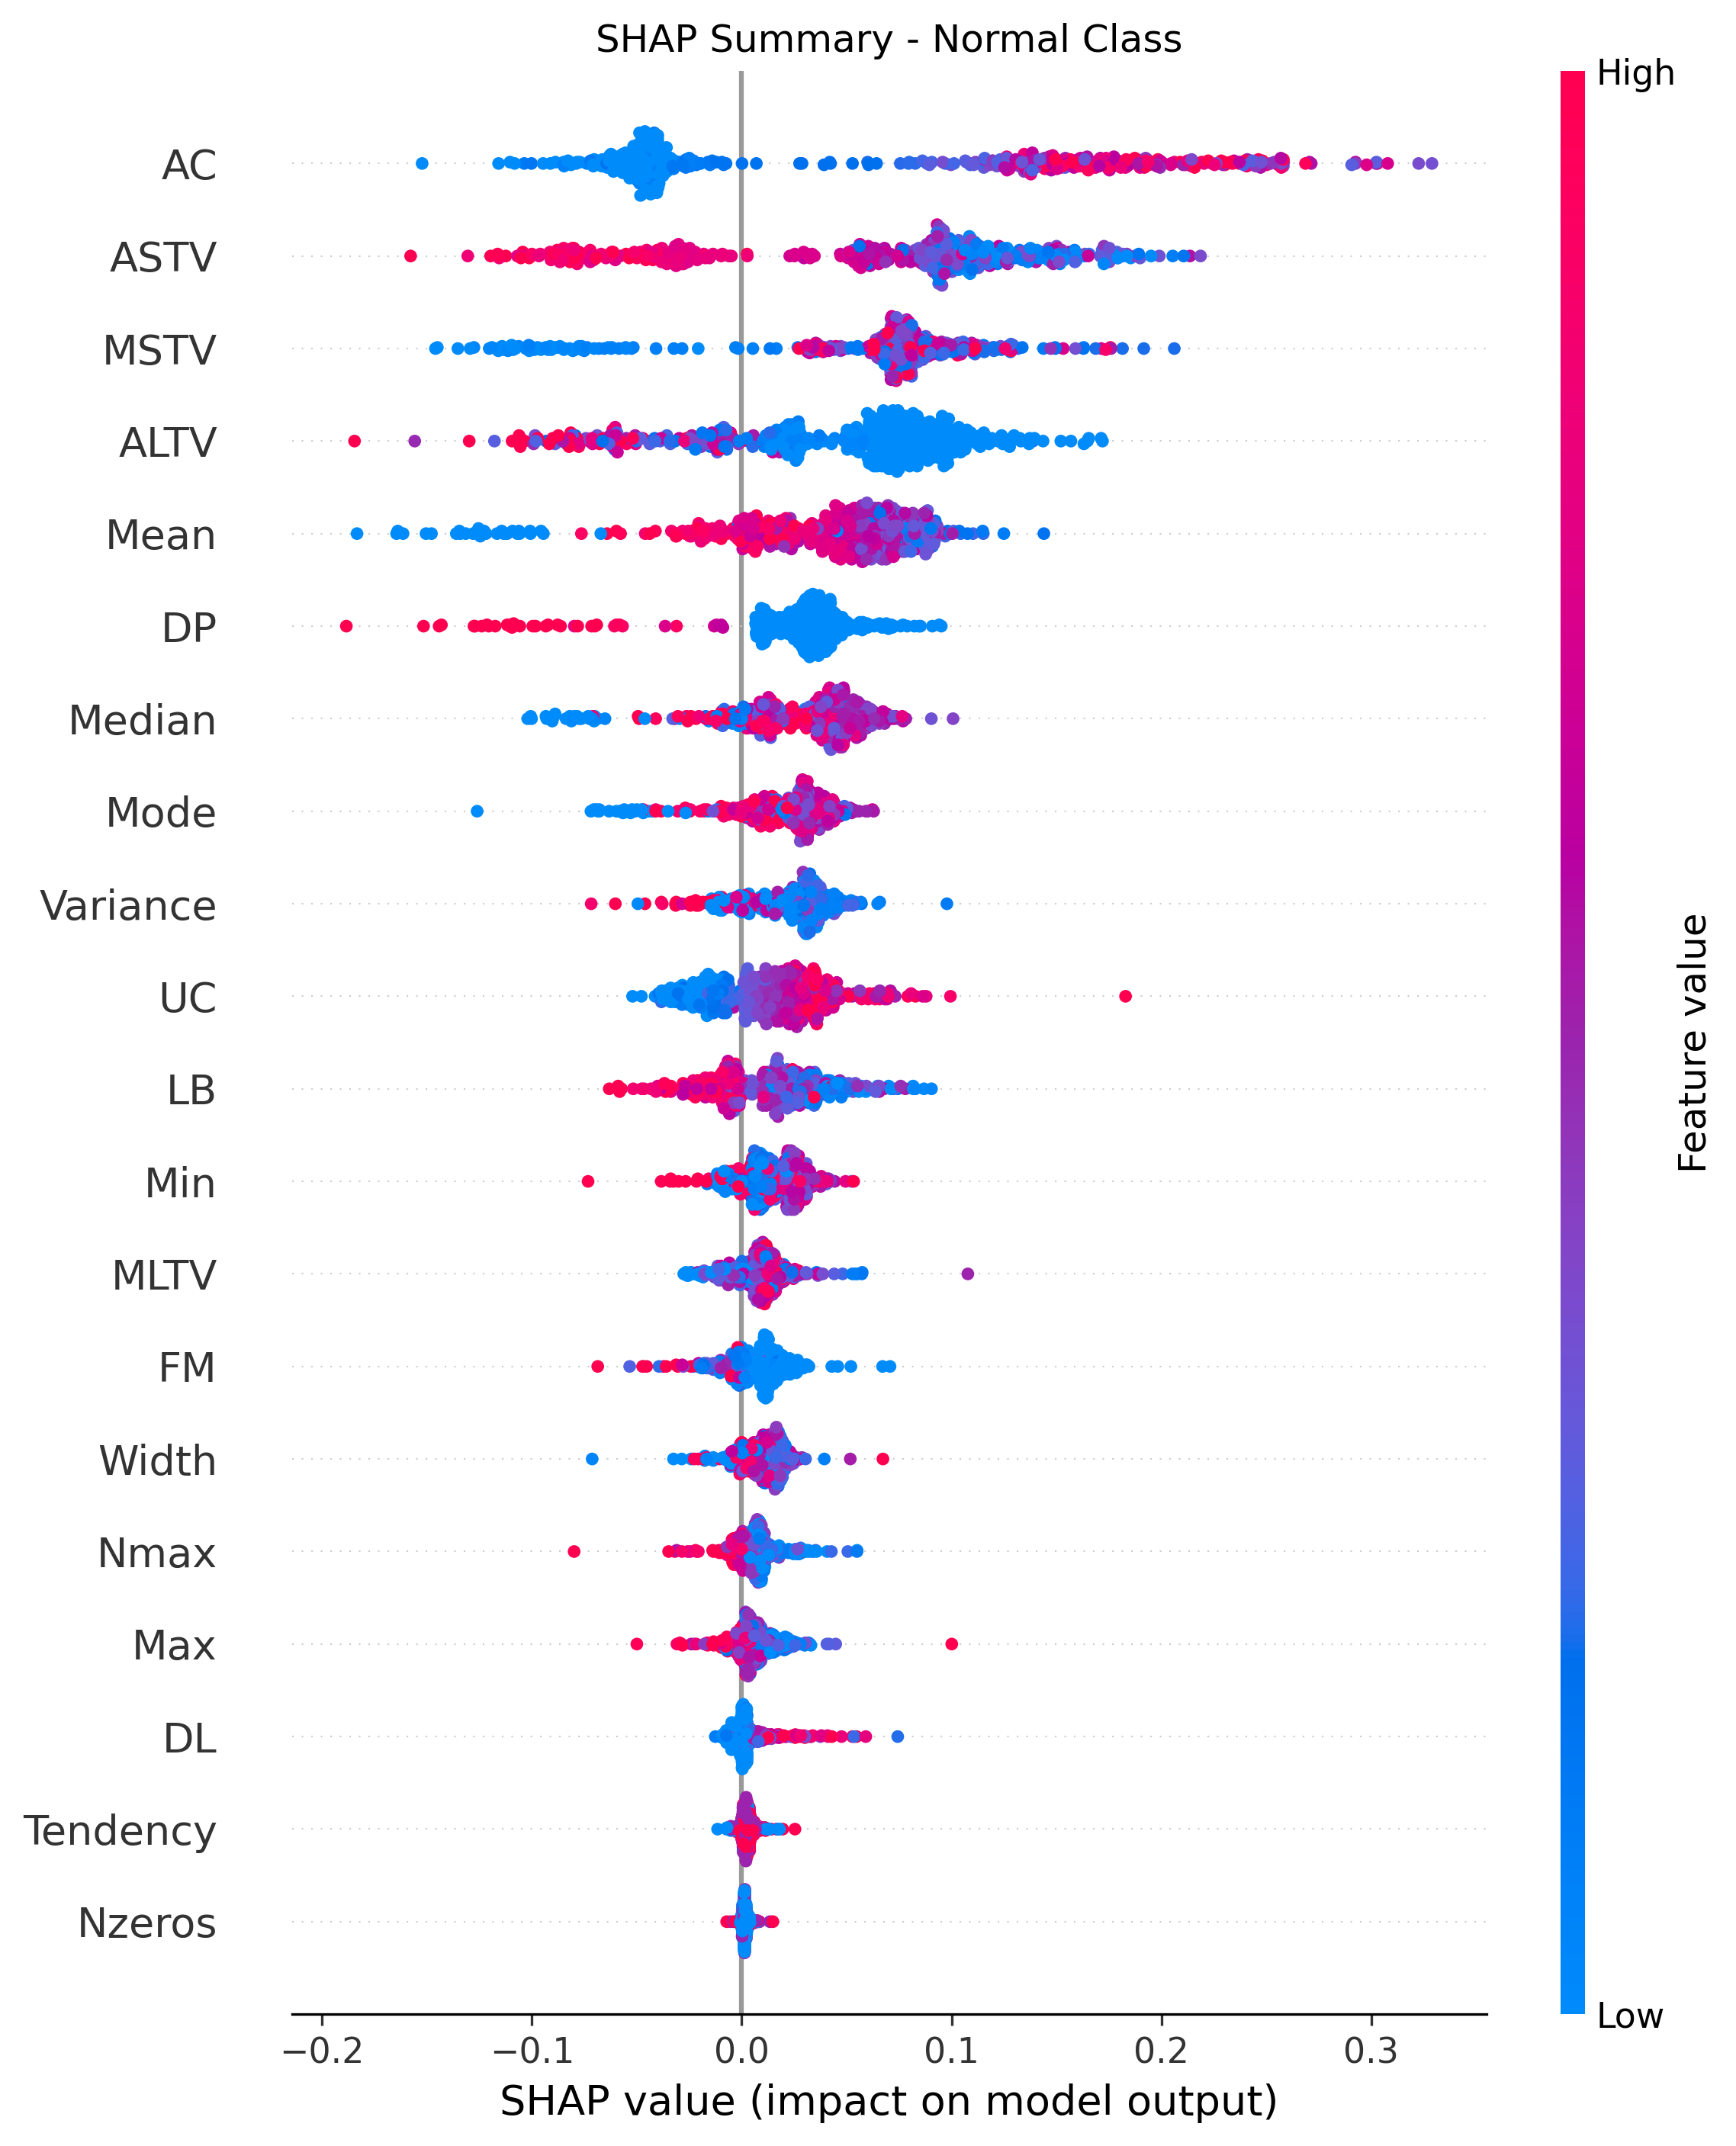 SHAP Summary - Normal Class
High
AC
ASTV
MSTV
ALTV
Mean
DP
Median
Mode
Variance
UC
LB
Min
MLTV
FM
Width
Nmax
Max
DL
Tendency
Nzeros
Feature value
Low
−0.2 −0.1 0.0 0.1 0.2 0.3
SHAP value (impact on model output)